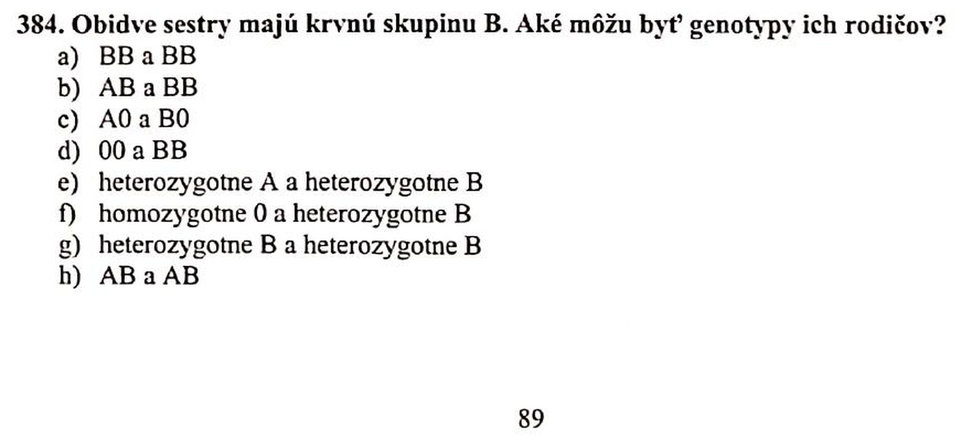 384. Obidve sestry majú krvnú skupinu B. Aké môžu byť genotypy ich rodičov?
a) BB a BB
b) AB a BB
c) A0 a B0
d) 00 a BB
e) heterozygotne A a heterozygotne B
f) homozygotne 0 a heterozygotne B
g) heterozygotne B a heterozygotne B
h) AB a AB
89